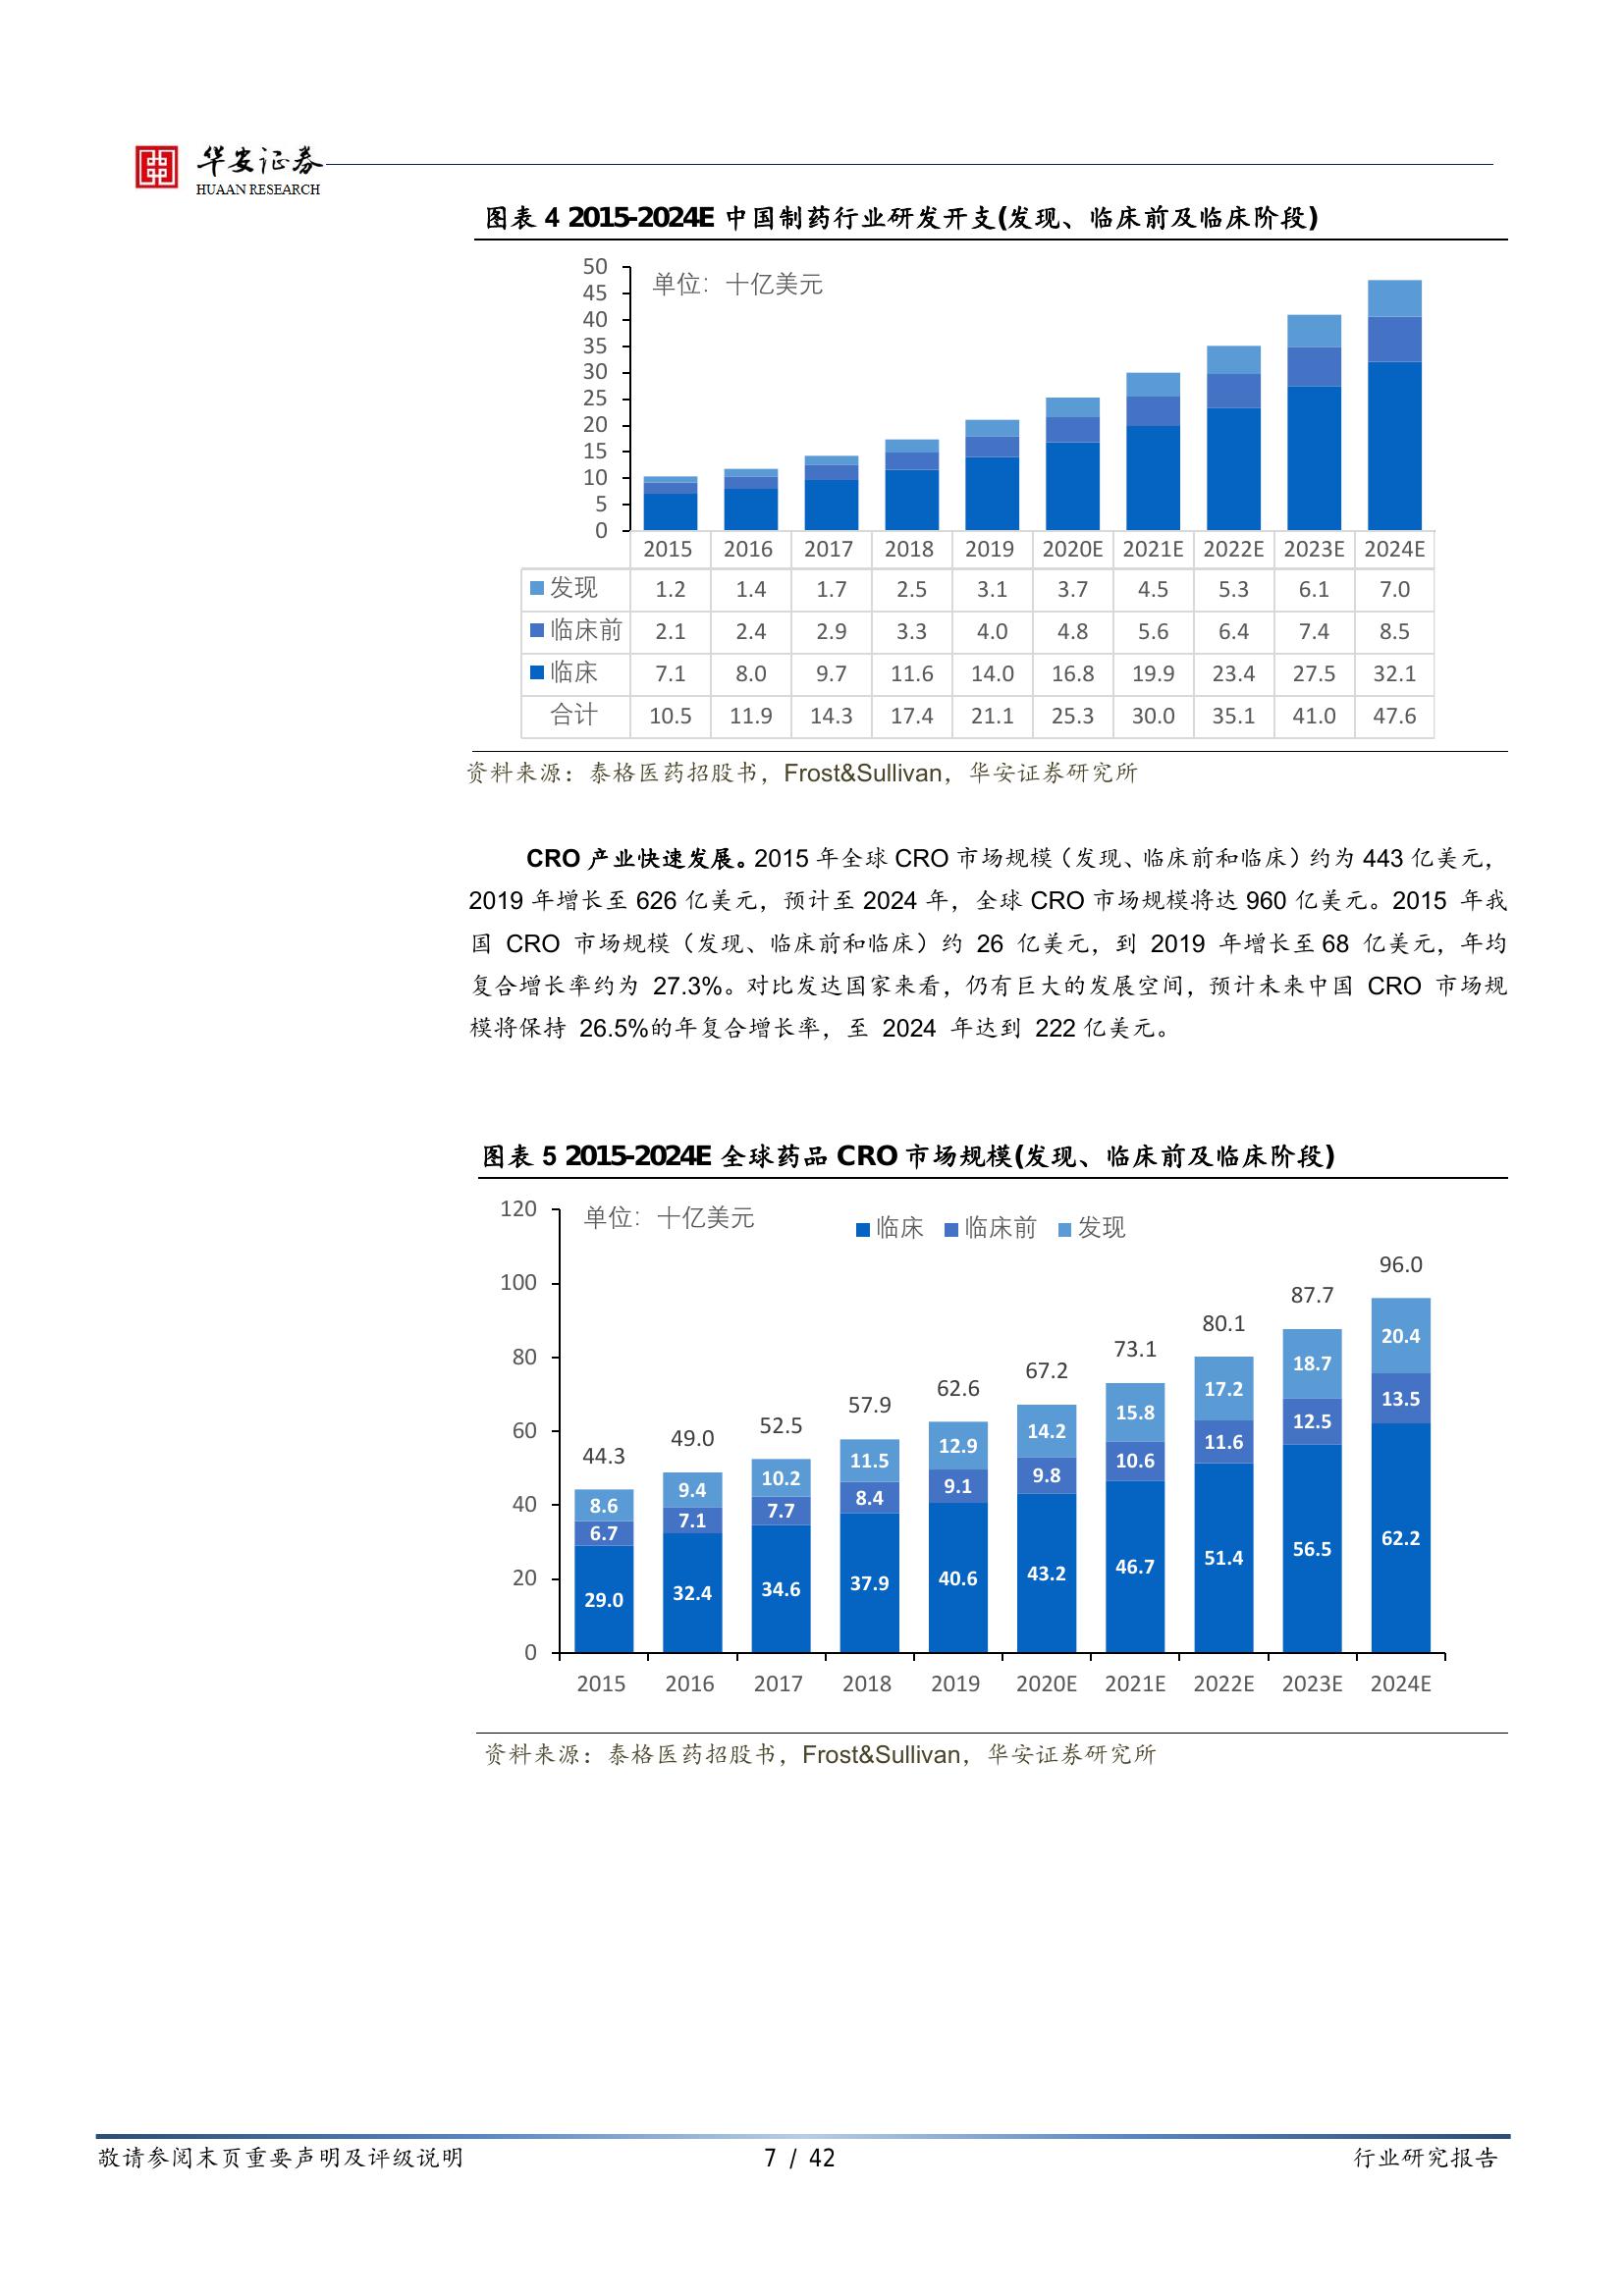 华安证券
HUAAN RESEARCH
图表 4 2015-2024E 中国制药行业研发开支(发现、临床前及临床阶段)
单位：十亿美元
50
45
40
35
30
25
20
15
10
5
0
2015 2016 2017 2018 2019 2020E 2021E 2022E 2023E 2024E
发现 1.2 1.4 1.7 2.5 3.1 3.7 4.5 5.3 6.1 7.0
临床前 2.1 2.4 2.9 3.3 4.0 4.8 5.6 6.4 7.4 8.5
临床 7.1 8.0 9.7 11.6 14.0 16.8 19.9 23.4 27.5 32.1
合计 10.5 11.9 14.3 17.4 21.1 25.3 30.0 35.1 41.0 47.6
资料来源：泰格医药招股书，Frost&Sullivan，华安证券研究所
CRO 产业快速发展。2015 年全球 CRO 市场规模（发现、临床前和临床）约为 443 亿美元，
2019 年增长至 626 亿美元，预计至 2024 年，全球 CRO 市场规模将达 960 亿美元。2015 年我
国 CRO 市场规模（发现、临床前和临床）约 26 亿美元，到 2019 年增长至 68 亿美元，年均
复合增长率约为 27.3%。对比发达国家来看，仍有巨大的发展空间，预计未来中国 CRO 市场规
模将保持 26.5%的年复合增长率，至 2024 年达到 222 亿美元。
图表 5 2015-2024E 全球药品 CRO 市场规模(发现、临床前及临床阶段)
单位：十亿美元
临床 临床前 发现
120
100
80
60
40
20
0
44.3 49.0 52.5 57.9 62.6 67.2 73.1 80.1 87.7 96.0
8.6 9.4 10.2 11.5 12.9 14.2 15.8 17.2 18.7 20.4
6.7 7.1 7.7 8.4 9.1 9.8 10.6 11.6 12.5 13.5
29.0 32.4 34.6 37.9 40.6 43.2 46.7 51.4 56.5 62.2
2015 2016 2017 2018 2019 2020E 2021E 2022E 2023E 2024E
资料来源：泰格医药招股书，Frost&Sullivan，华安证券研究所
敬请参阅末页重要声明及评级说明 7 / 42 行业研究报告